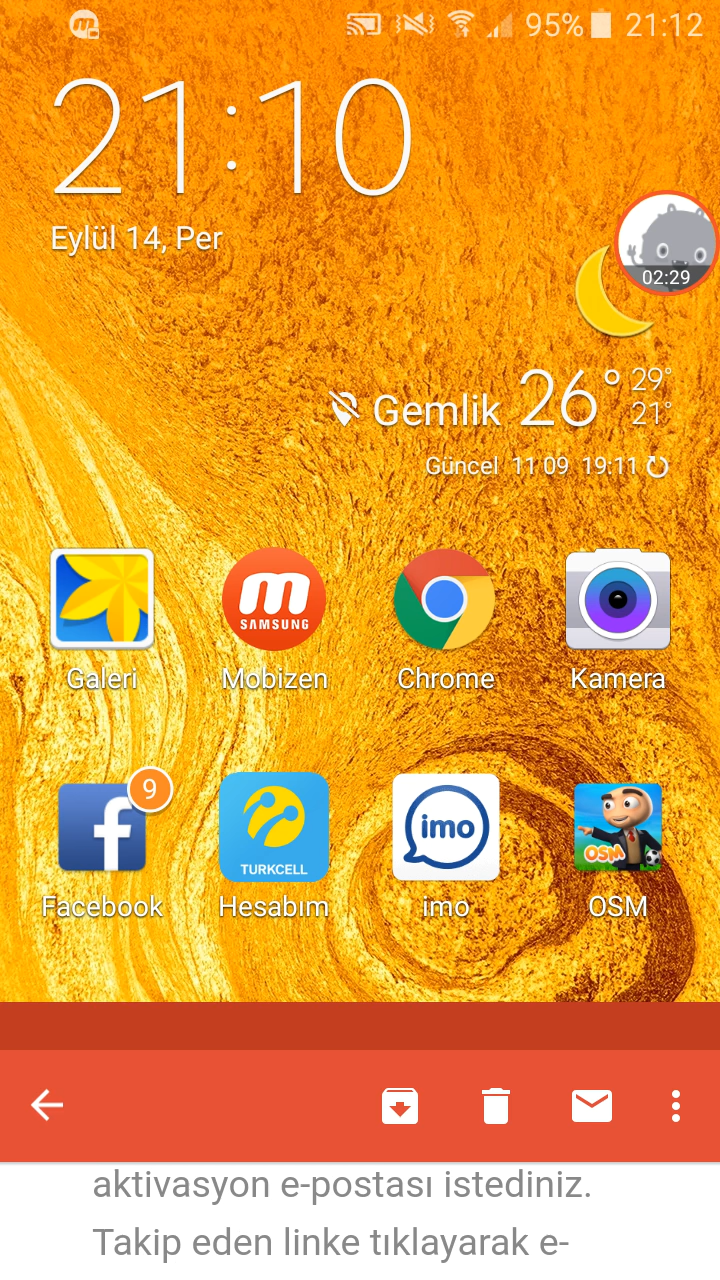 95% 21:12
21:10
Eylül 14, Per
02:29
Gemlik 26° 29°
21°
Güncel 11 09 19:11
m SAMSUNG
Galeri Mobizen Chrome Kamera
9
TURKCELL imo OSM
Facebook Hesabım imo OSM
aktivasyon e-postası istediniz.
Takip eden linke tıklayarak e-